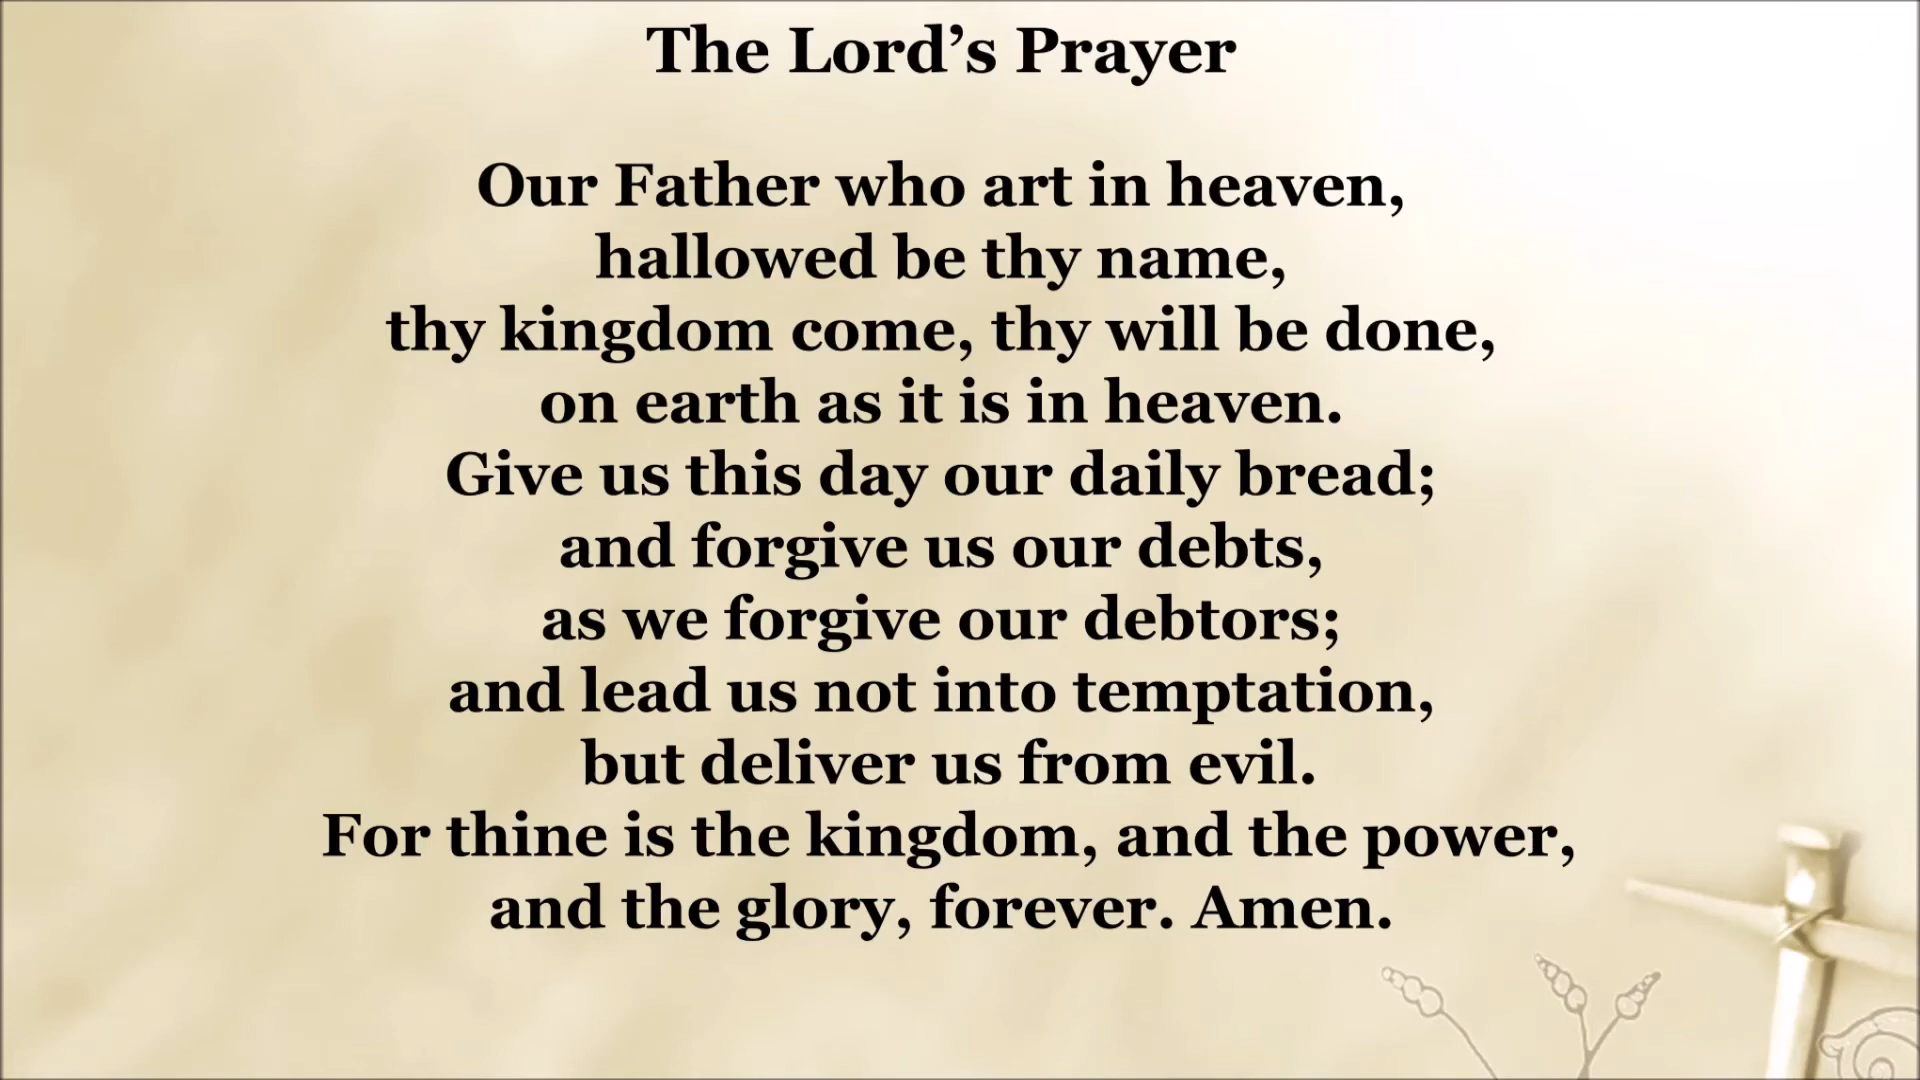 The Lord’s Prayer
Our Father who art in heaven,
hallowed be thy name,
thy kingdom come, thy will be done,
on earth as it is in heaven.
Give us this day our daily bread;
and forgive us our debts,
as we forgive our debtors;
and lead us not into temptation,
but deliver us from evil.
For thine is the kingdom, and the power,
and the glory, forever. Amen.